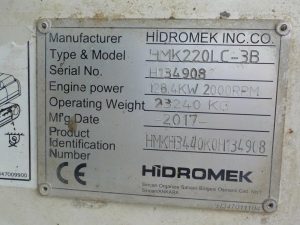 Manufacturer HİDROMEK INC.CO.
Type & Model HMK220LC-3B
Serial No. H134908
Engine power 128.4KW 2000RPM
Operating Weight 23240 KG
Mfg Date -2017-
Product Identification Number HMKH3440K0H134908
CE HİDROMEK